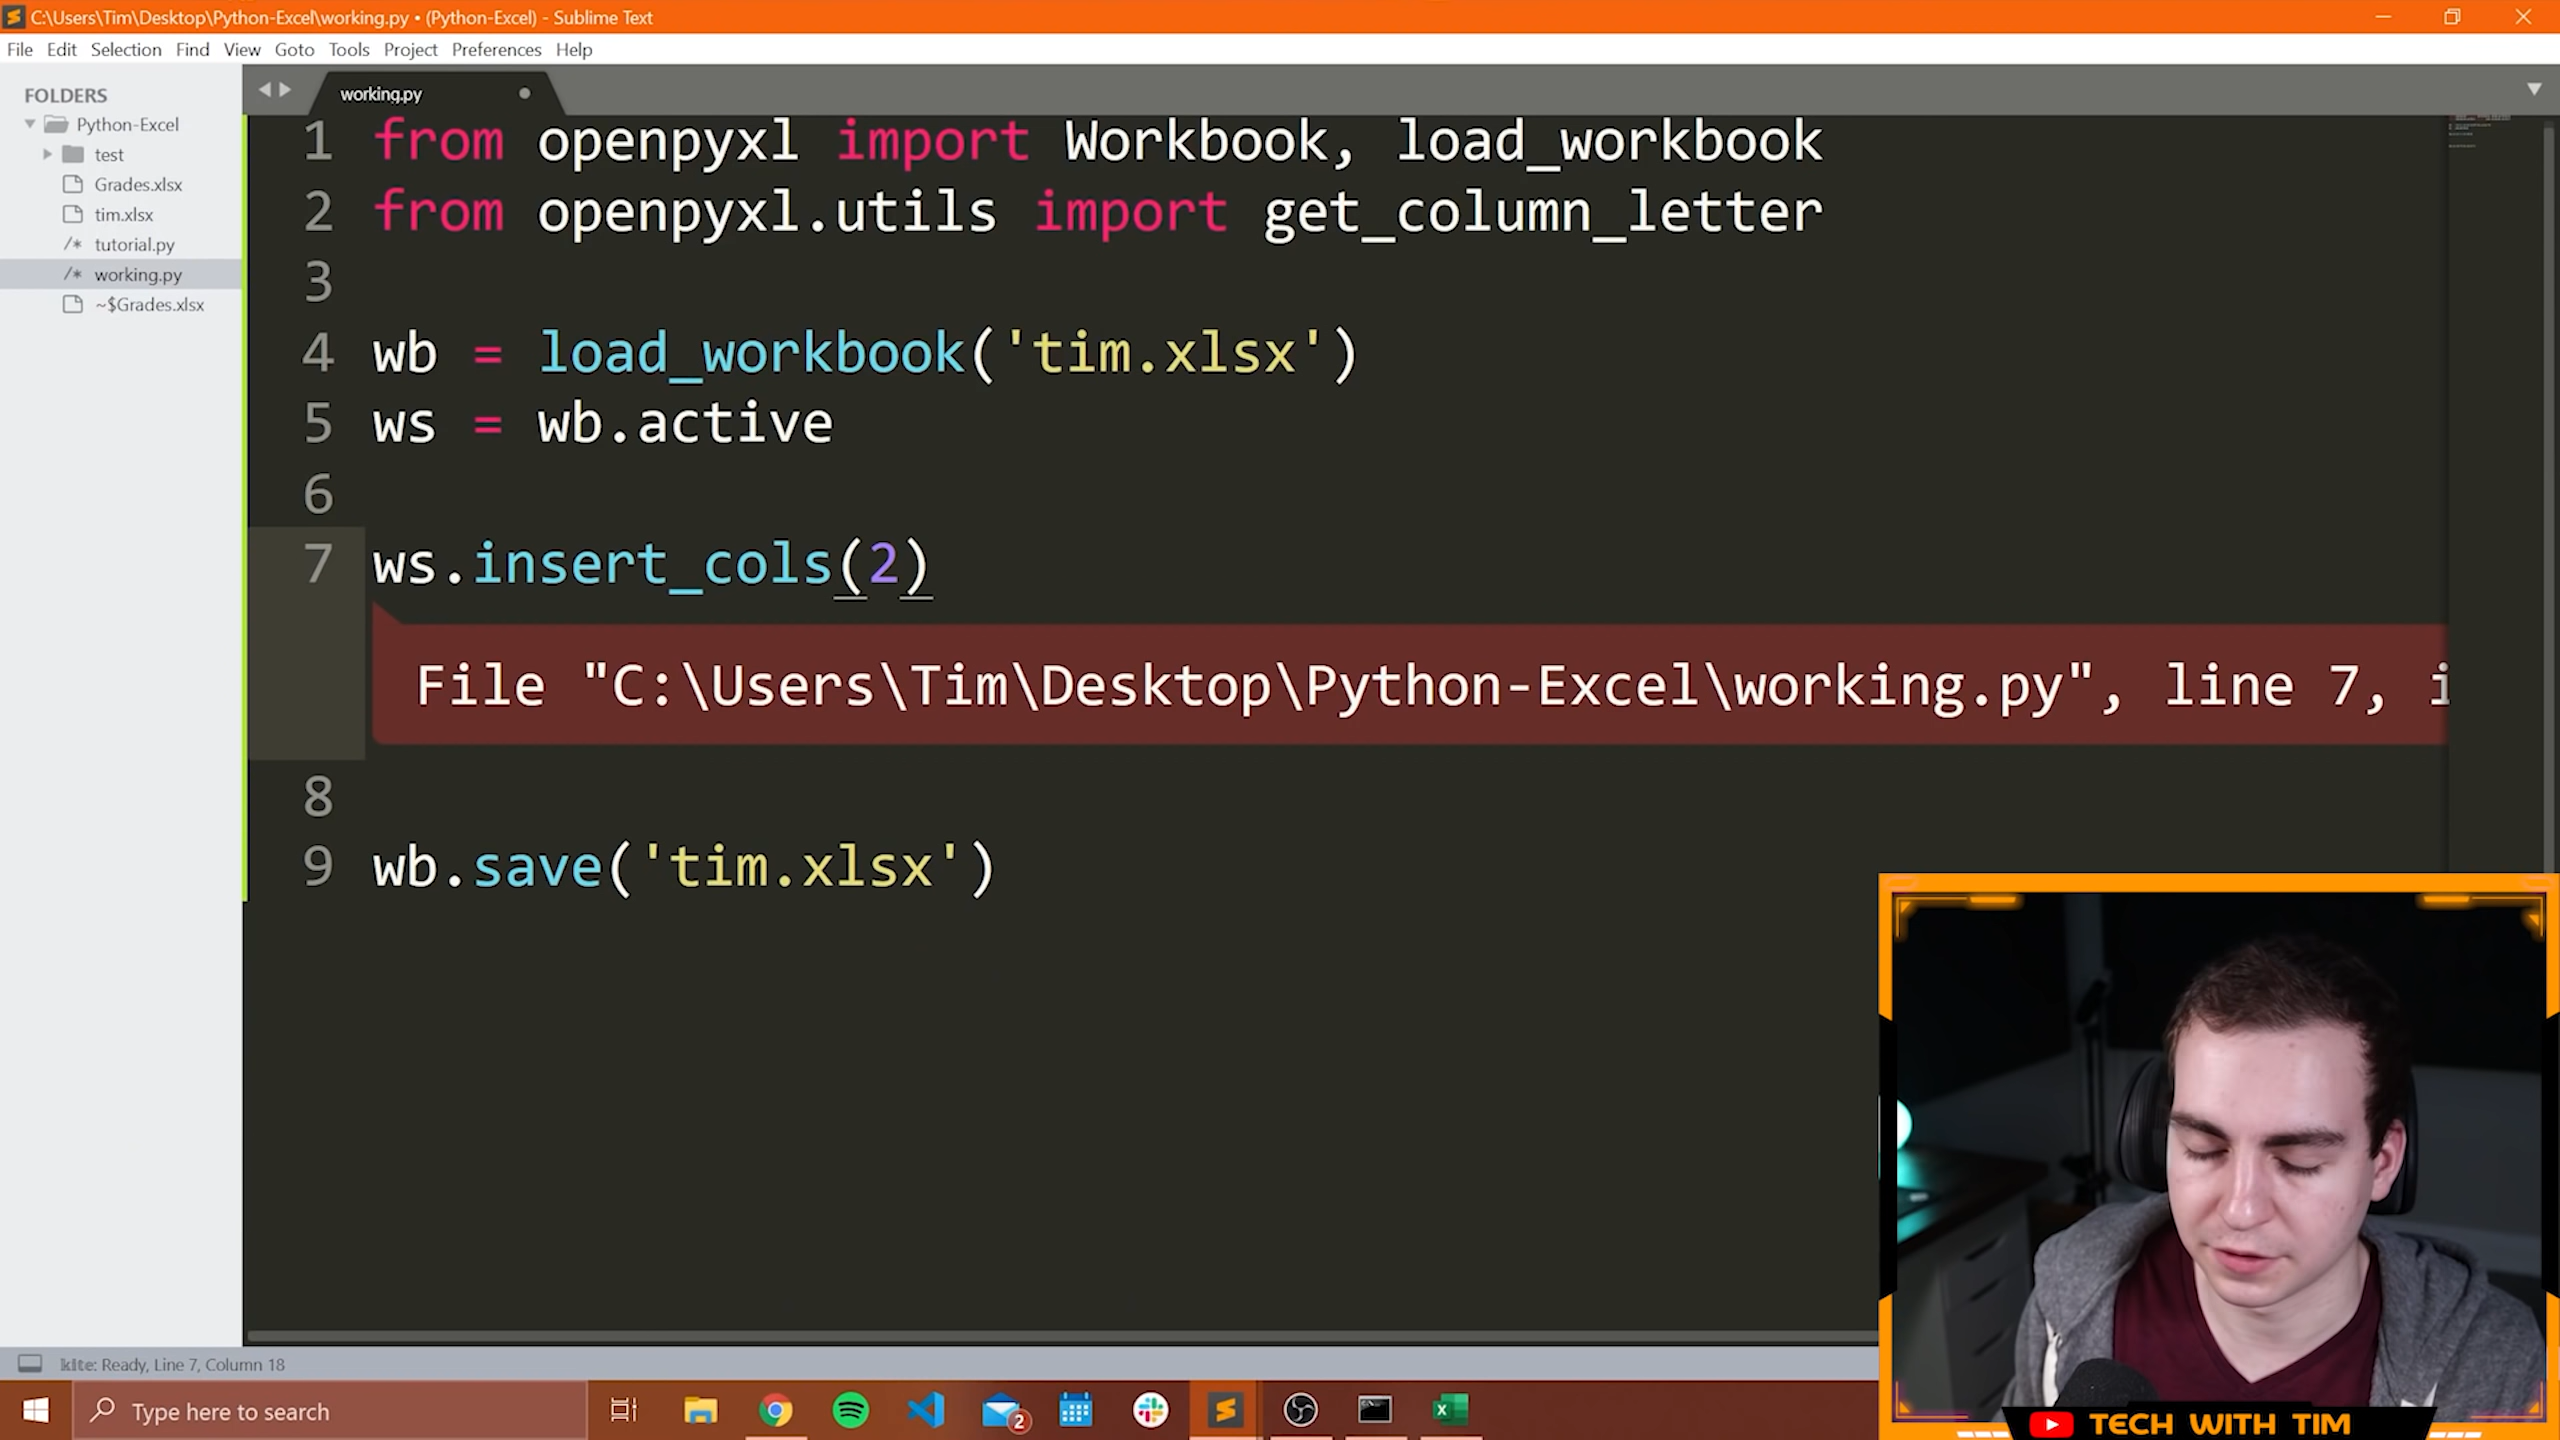 C:\Users\Tim\Desktop\Python-Excel\working.py • (Python-Excel) - Sublime Text
File Edit Selection Find View Goto Tools Project Preferences Help
FOLDERS
Python-Excel
test
Grades.xlsx
tim.xlsx
/* tutorial.py
/* working.py
~$Grades.xlsx
working.py
1 from openpyxl import Workbook, load_workbook
2 from openpyxl.utils import get_column_letter
3
4 wb = load_workbook('tim.xlsx')
5 ws = wb.active
6
7 ws.insert_cols(2)
File "C:\Users\Tim\Desktop\Python-Excel\working.py", line 7, i
8
9 wb.save('tim.xlsx')
kite: Ready, Line 7, Column 18
Type here to search
2
TECH WITH TIM